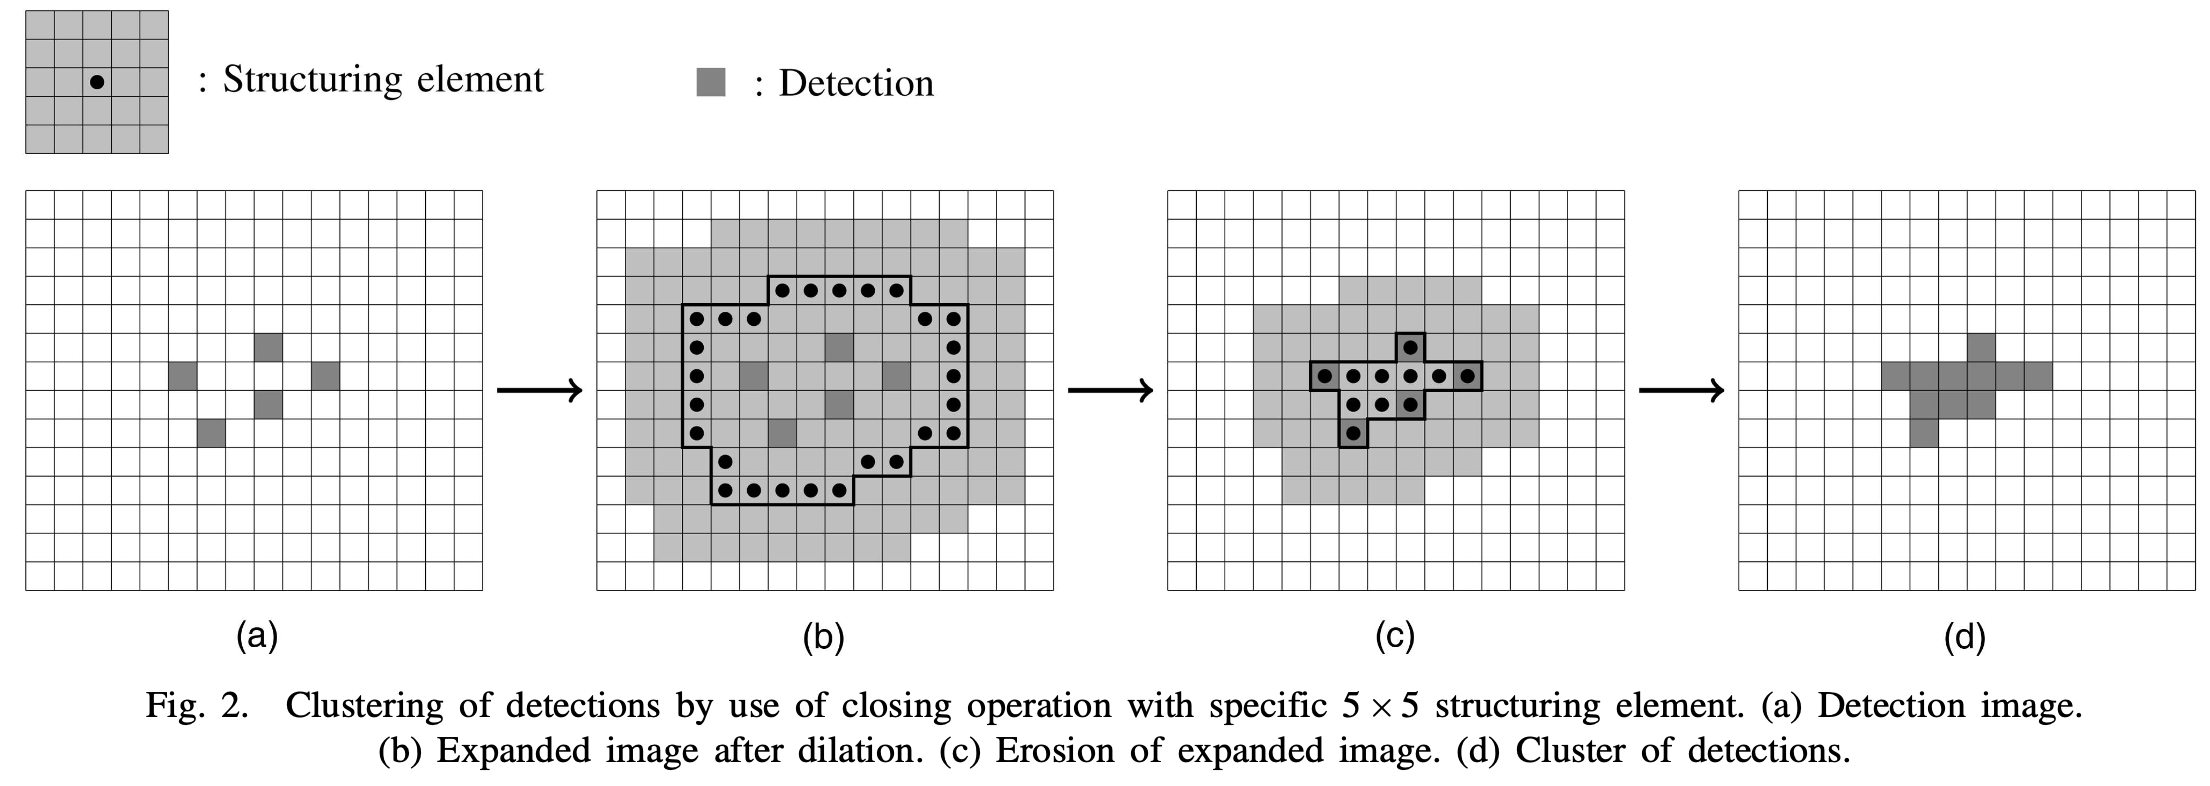 : Structuring element
: Detection
(a)
(b)
(c)
(d)
Fig. 2. Clustering of detections by use of closing operation with specific 5 × 5 structuring element. (a) Detection image.
(b) Expanded image after dilation. (c) Erosion of expanded image. (d) Cluster of detections.